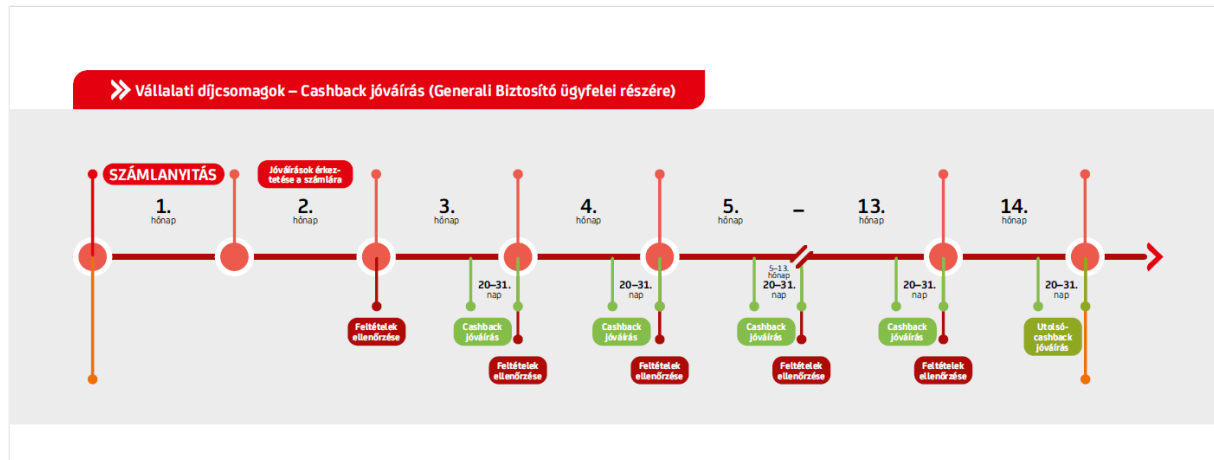 Vállalati díjcsomagok – Cashback jóváírás (Generali Biztosító ügyfelei részére)
SZÁMLANYITÁS
Jóváírások érkez-
tetése a számlára
1.
hónap
2.
hónap
3.
hónap
4.
hónap
5.
hónap
–
13.
hónap
14.
hónap
5–13.
hónap
20–31.
nap
20–31.
nap
20–31.
nap
20–31.
nap
20–31.
nap
Feltételek
ellenőrzése
Cashback
jóváírás
Cashback
jóváírás
Cashback
jóváírás
Cashback
jóváírás
Utolsó-
cashback
jóváírás
Feltételek
ellenőrzése
Feltételek
ellenőrzése
Feltételek
ellenőrzése
Feltételek
ellenőrzése